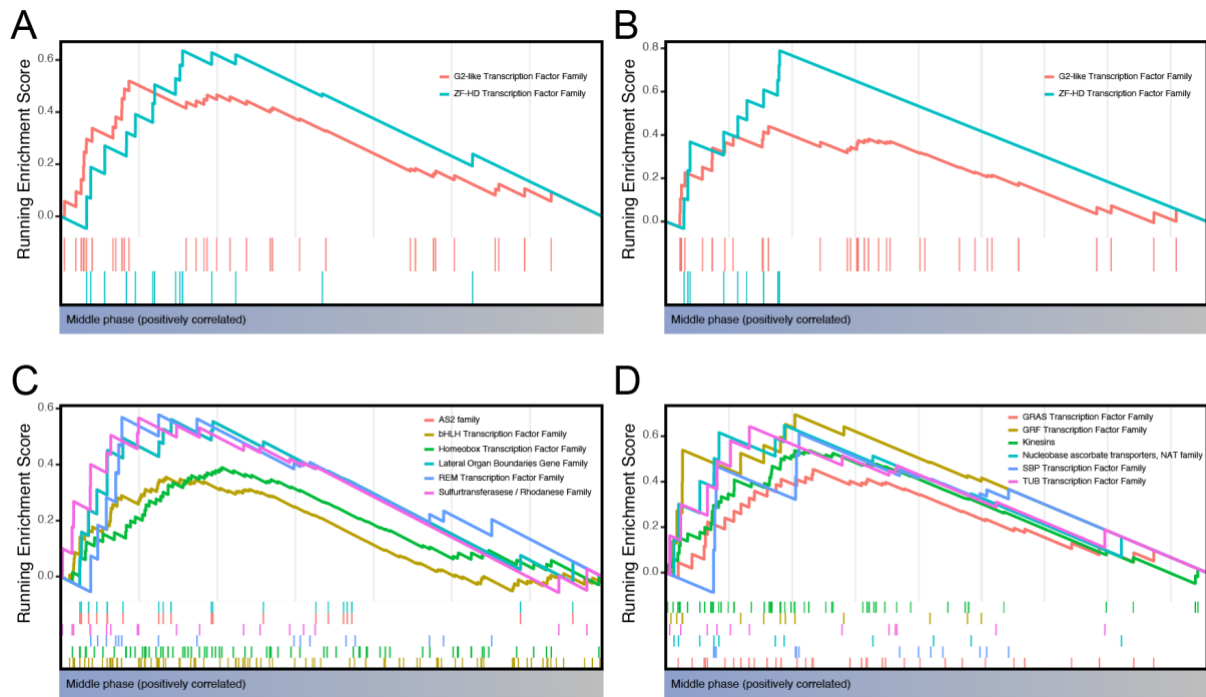 A
Running Enrichment Score
0.6
0.4
0.2
0.0
G2-like Transcription Factor Family
ZF-HD Transcription Factor Family
Middle phase (positively correlated)
B
Running Enrichment Score
0.8
0.6
0.4
0.2
0.0
G2-like Transcription Factor Family
ZF-HD Transcription Factor Family
Middle phase (positively correlated)
C
Running Enrichment Score
0.6
0.4
0.2
0.0
AS2 family
bHLH Transcription Factor Family
Homeobox Transcription Factor Family
Lateral Organ Boundaries Gene Family
REM Transcription Factor Family
Sulfurtransferasese / Rhodanese Family
Middle phase (positively correlated)
D
Running Enrichment Score
0.6
0.4
0.2
0.0
GRAS Transcription Factor Family
GRF Transcription Factor Family
Kinesins
Nucleobase ascorbate transporters, NAT family
SBP Transcription Factor Family
TUB Transcription Factor Family
Middle phase (positively correlated)